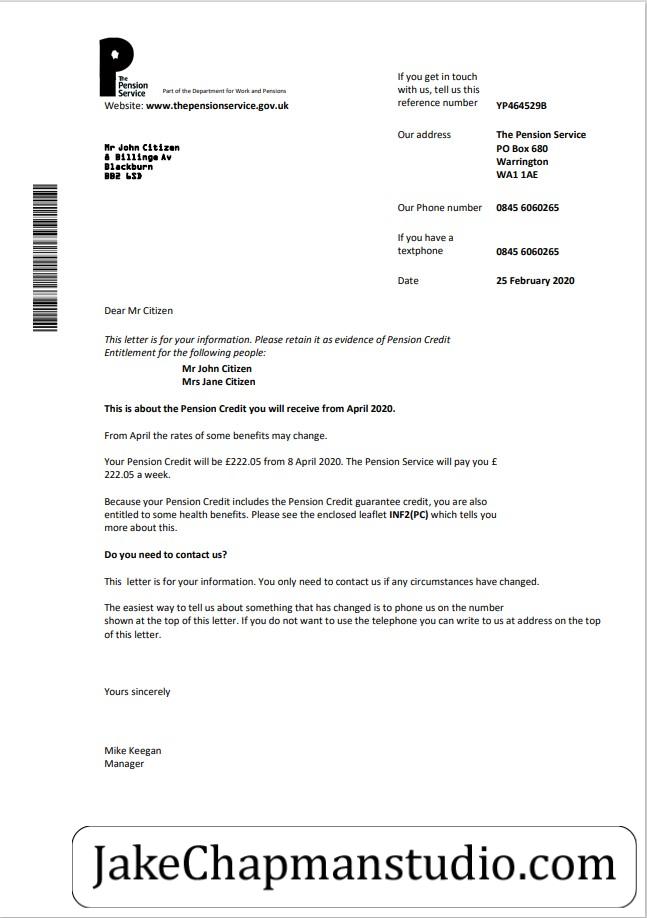 The
Pension
Service
Part of the Department for Work and Pensions
Website: www.thepensionservice.gov.uk
If you get in touch
with us, tell us this
reference number YP464529B
Mr John Citizen
8 Billinge Av
Blackburn
BB2 6SD
Our address The Pension Service
PO Box 680
Warrington
WA1 1AE
Our Phone number 0845 6060265
If you have a
textphone 0845 6060265
Date 25 February 2020
Dear Mr Citizen
This letter is for your information. Please retain it as evidence of Pension Credit
Entitlement for the following people:
Mr John Citizen
Mrs Jane Citizen
This is about the Pension Credit you will receive from April 2020.
From April the rates of some benefits may change.
Your Pension Credit will be £222.05 from 8 April 2020. The Pension Service will pay you £
222.05 a week.
Because your Pension Credit includes the Pension Credit guarantee credit, you are also
entitled to some health benefits. Please see the enclosed leaflet INF2(PC) which tells you
more about this.
Do you need to contact us?
This letter is for your information. You only need to contact us if any circumstances have changed.
The easiest way to tell us about something that has changed is to phone us on the number
shown at the top of this letter. If you do not want to use the telephone you can write to us at address on the top
of this letter.
Yours sincerely
Mike Keegan
Manager
JakeChapmanstudio.com